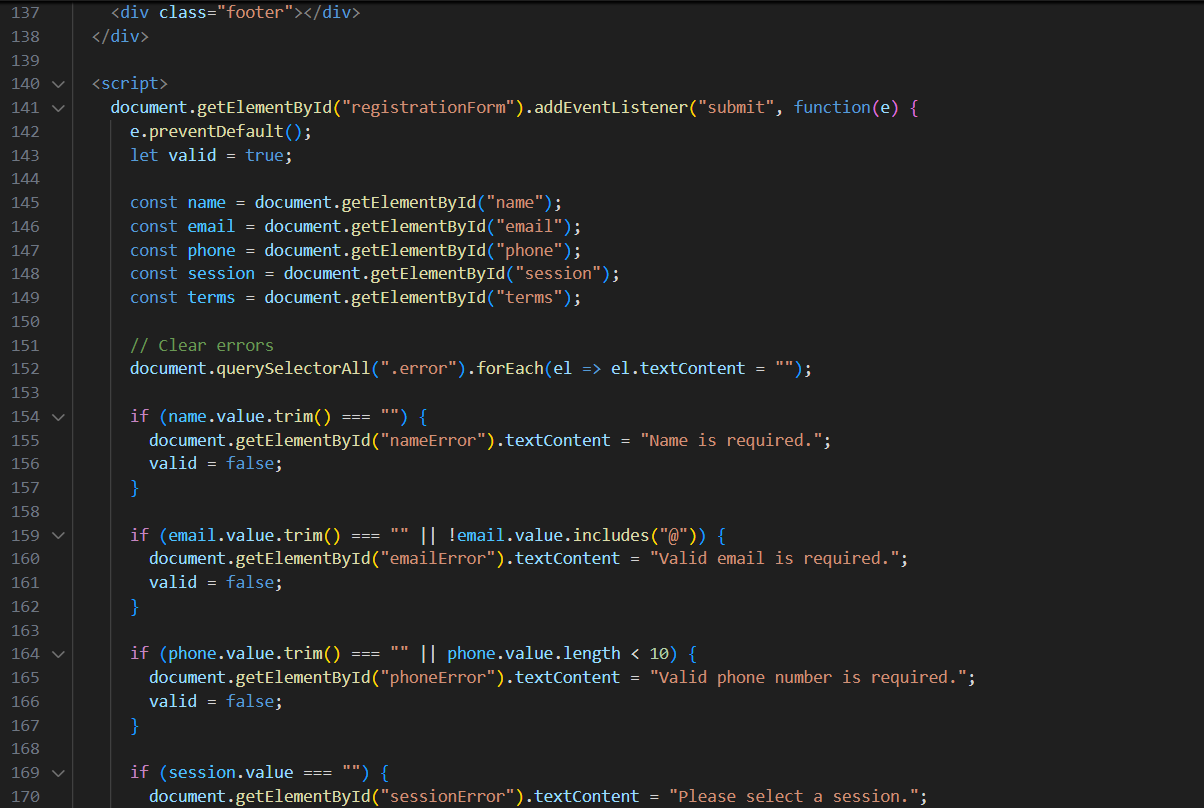 137 <div class="footer"></div>
138 </div>
139
140 <script>
141 document.getElementById("registrationForm").addEventListener("submit", function(e) {
142 e.preventDefault();
143 let valid = true;
144
145 const name = document.getElementById("name");
146 const email = document.getElementById("email");
147 const phone = document.getElementById("phone");
148 const session = document.getElementById("session");
149 const terms = document.getElementById("terms");
150
151 // Clear errors
152 document.querySelectorAll(".error").forEach(el => el.textContent = "");
153
154 if (name.value.trim() === "") {
155 document.getElementById("nameError").textContent = "Name is required.";
156 valid = false;
157 }
158
159 if (email.value.trim() === "" || !email.value.includes("@")) {
160 document.getElementById("emailError").textContent = "Valid email is required.";
161 valid = false;
162 }
163
164 if (phone.value.trim() === "" || phone.value.length < 10) {
165 document.getElementById("phoneError").textContent = "Valid phone number is required.";
166 valid = false;
167 }
168
169 if (session.value === "") {
170 document.getElementById("sessionError").textContent = "Please select a session.";